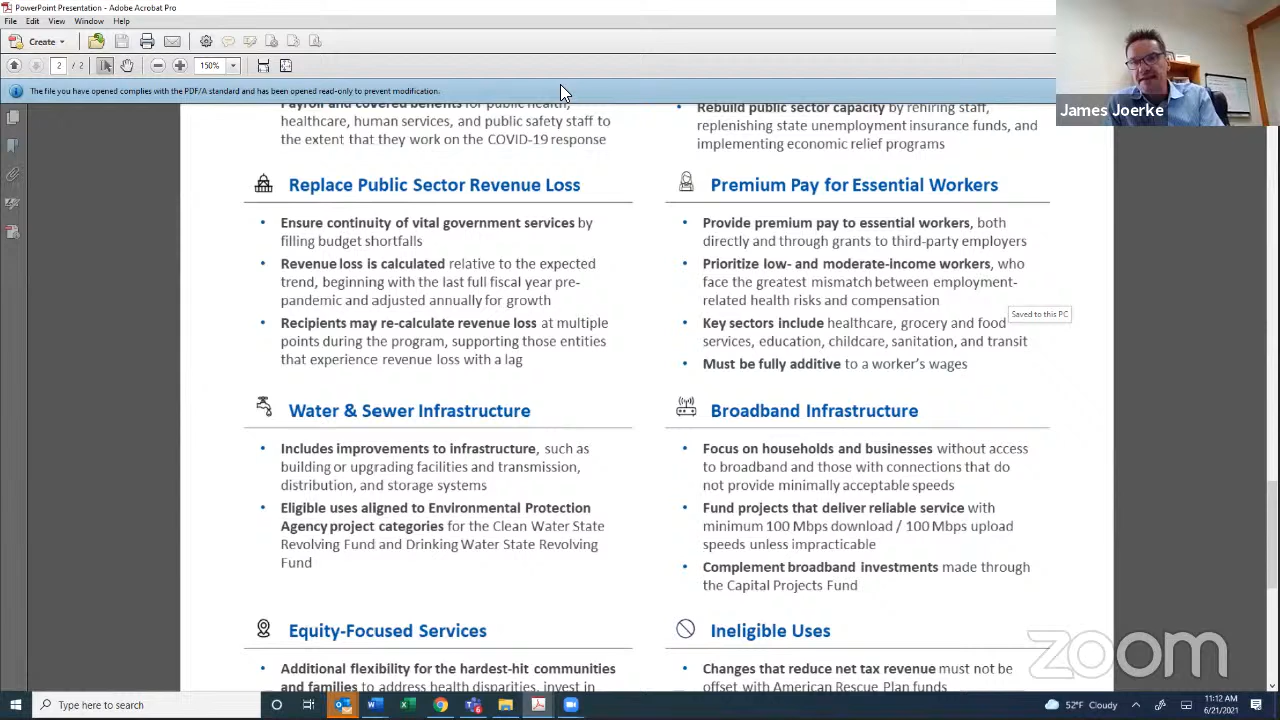 PowerPoint Presentation - Adobe Acrobat Pro
File Edit View Window Help
Create
2 / 2
150%
The file you have opened complies with the PDF/A standard and has been opened read-only to prevent modification.
James Joerke
Payroll and covered benefits for public health,
healthcare, human services, and public safety staff to
the extent that they work on the COVID-19 response
Rebuild public sector capacity by rehiring staff,
replenishing state unemployment insurance funds, and
implementing economic relief programs
Replace Public Sector Revenue Loss
• Ensure continuity of vital government services by
filling budget shortfalls
• Revenue loss is calculated relative to the expected
trend, beginning with the last full fiscal year pre-
pandemic and adjusted annually for growth
• Recipients may re-calculate revenue loss at multiple
points during the program, supporting those entities
that experience revenue loss with a lag
Premium Pay for Essential Workers
• Provide premium pay to essential workers, both
directly and through grants to third-party employers
• Prioritize low- and moderate-income workers, who
face the greatest mismatch between employment-
related health risks and compensation
Saved to this PC
• Key sectors include healthcare, grocery and food
services, education, childcare, sanitation, and transit
• Must be fully additive to a worker's wages
Water & Sewer Infrastructure
• Includes improvements to infrastructure, such as
building or upgrading facilities and transmission,
distribution, and storage systems
• Eligible uses aligned to Environmental Protection
Agency project categories for the Clean Water State
Revolving Fund and Drinking Water State Revolving
Fund
Broadband Infrastructure
• Focus on households and businesses without access
to broadband and those with connections that do
not provide minimally acceptable speeds
• Fund projects that deliver reliable service with
minimum 100 Mbps download / 100 Mbps upload
speeds unless impracticable
• Complement broadband investments made through
the Capital Projects Fund
Equity-Focused Services
• Additional flexibility for the hardest-hit communities
and families to address health disparities, invest in
Ineligible Uses
• Changes that reduce net tax revenue must not be
offset with American Rescue Plan funds
zoom
Type here to search
52°F Cloudy
11:12 AM
6/21/2021